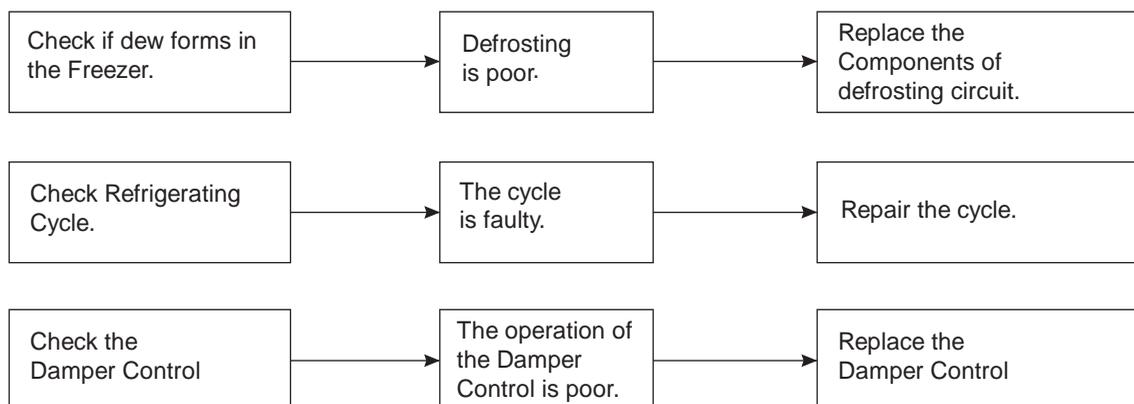 Check if dew forms in
the Freezer.
Defrosting
is poor.
Replace the
Components of
defrosting circuit.
Check Refrigerating
Cycle.
The cycle
is faulty.
Repair the cycle.
Check the
Damper Control
The operation of
the Damper
Control is poor.
Replace the
Damper Control